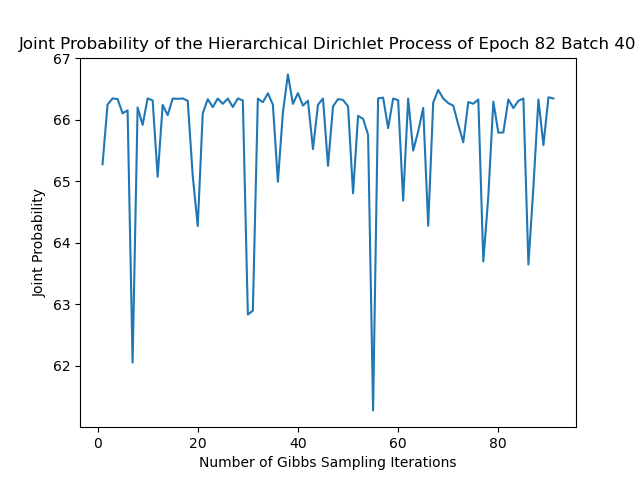 Joint Probability of the Hierarchical Dirichlet Process of Epoch 82 Batch 40
67
66
65
64
63
62
Joint Probability
0 20 40 60 80
Number of Gibbs Sampling Iterations